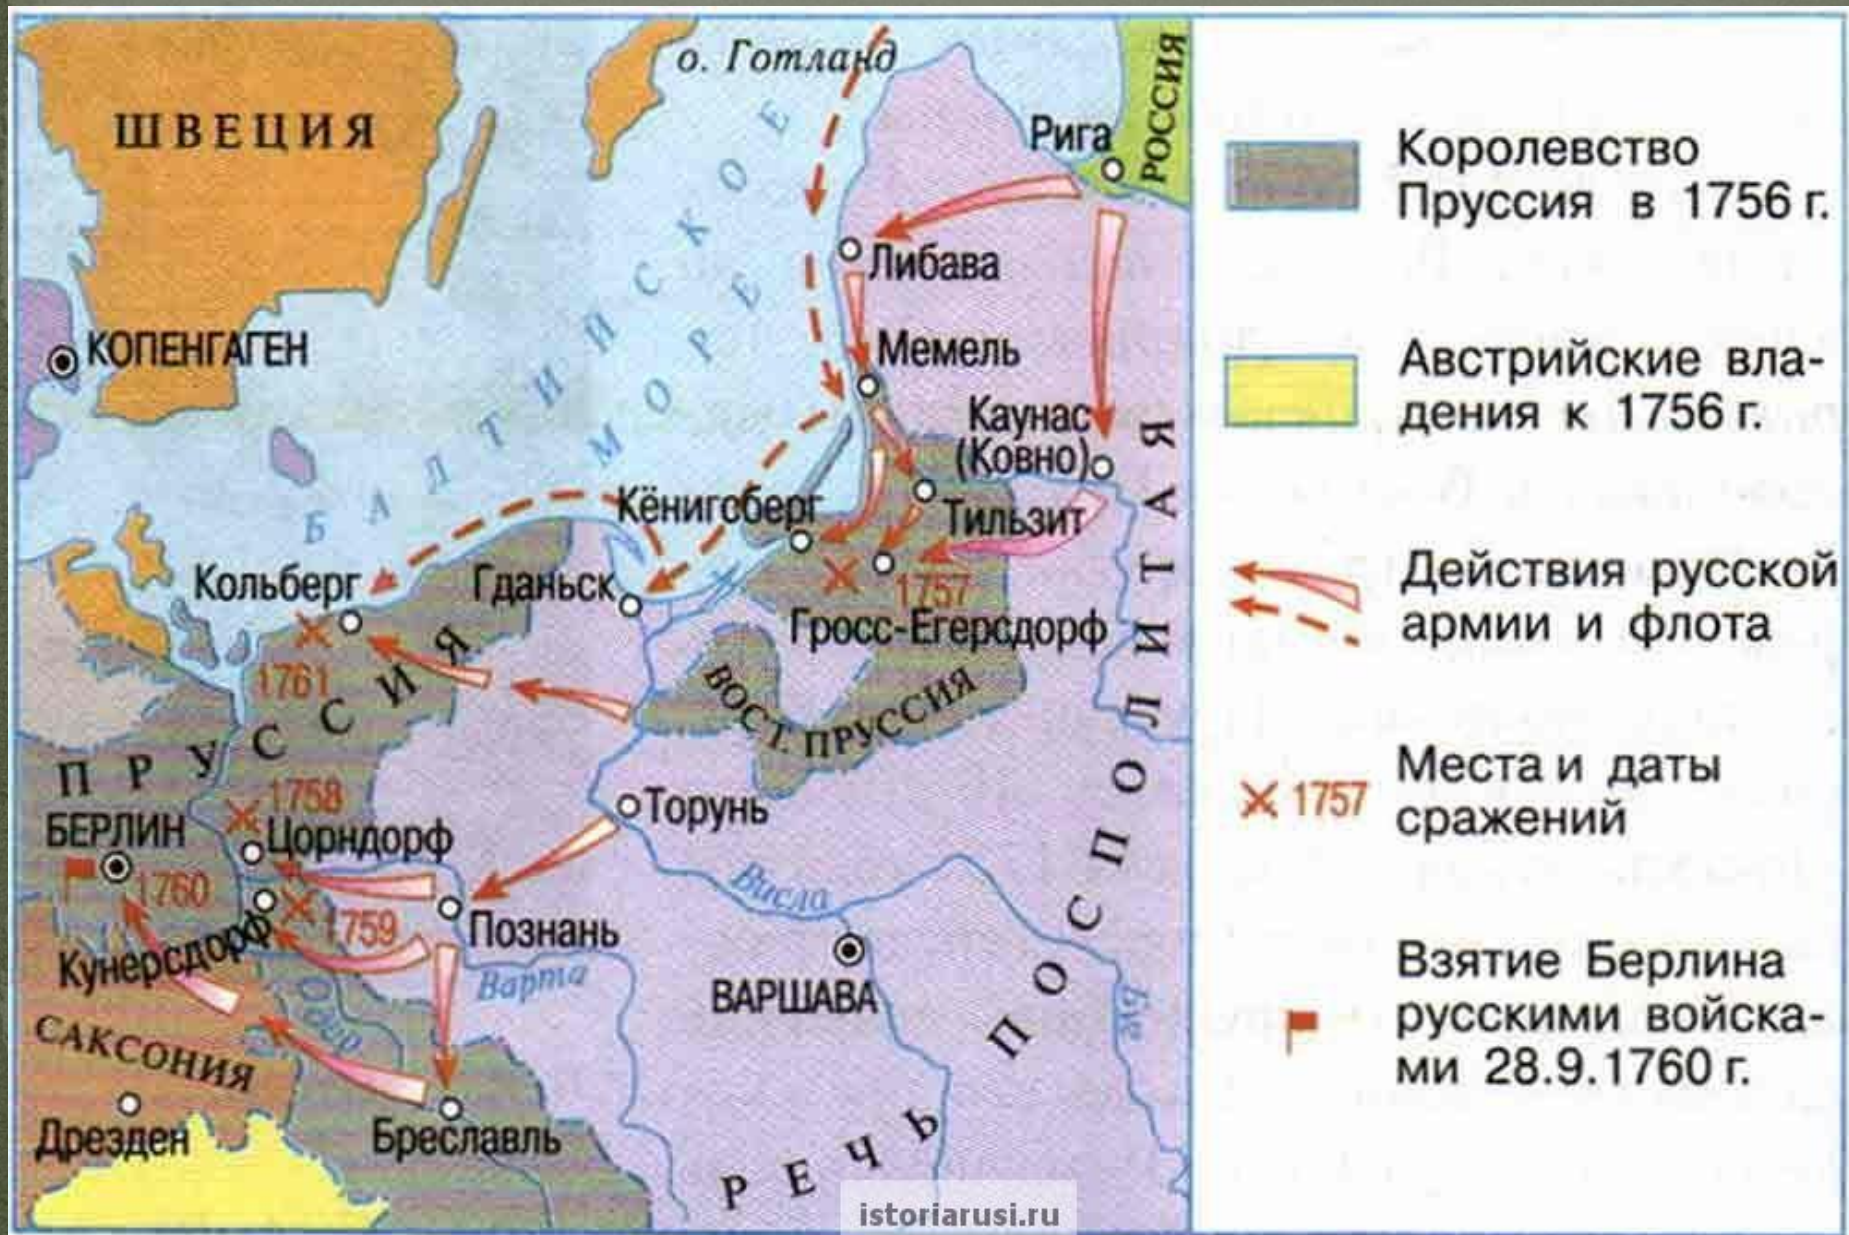 о. Готланд
ШВЕЦИЯ
РОССИЯ
Рига
БАЛТИЙСКОЕ
МОРЕ
Либава
КОПЕНГАГЕН
Мемель
Каунас
(Ковно)
Кёнигсберг
Тильзит
Кольберг
Гданьск
1757
Гросс-Егерсдорф
1761
ПРУССИЯ
ВОСТ. ПРУССИЯ
1758
БЕРЛИН
Цорндорф
Торунь
1760
1759
Познань
Кунерсдорф
Висла
Варта
ВАРШАВА
Одер
Буг
САКСОНИЯ
Дрезден
Бреславль
РЕЧЬ
ПОСПОЛИТАЯ
Королевство
Пруссия в 1756 г.
Австрийские вла-
дения к 1756 г.
Действия русской
армии и флота
1757
Места и даты
сражений
Взятие Берлина
русскими войска-
ми 28.9.1760 г.
istoriarusi.ru